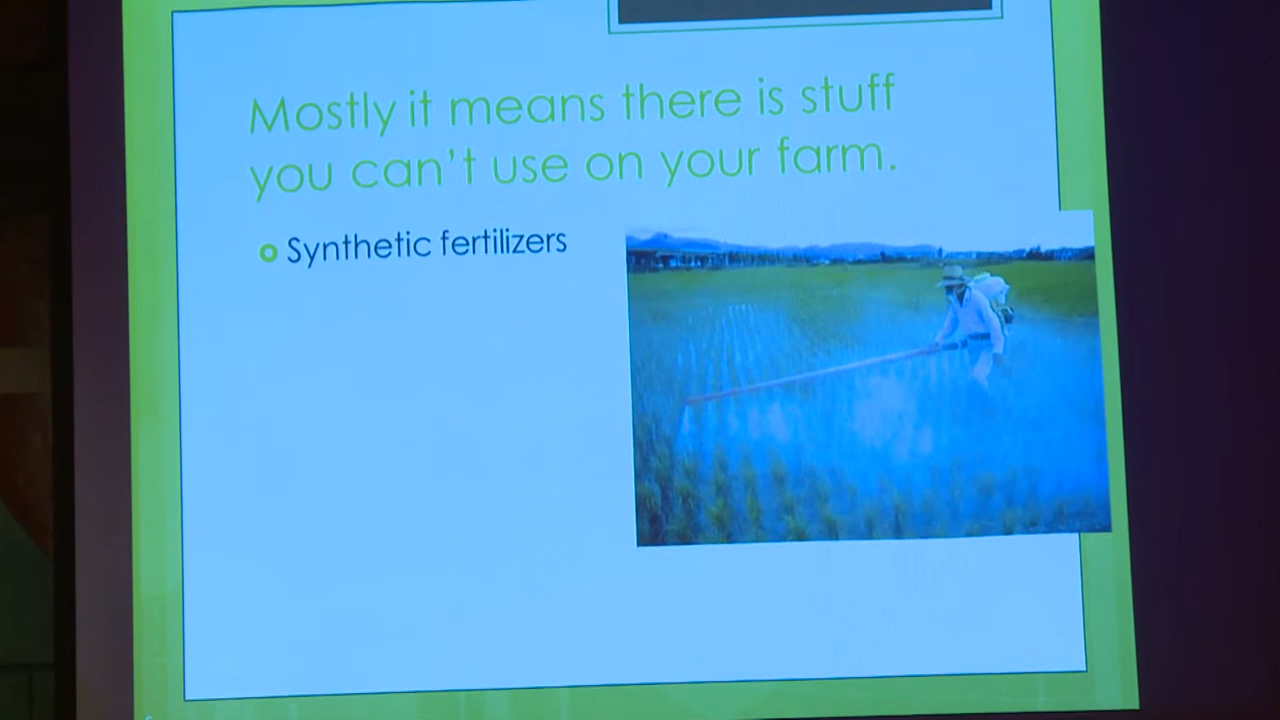 Mostly it means there is stuff
you can't use on your farm.
Synthetic fertilizers